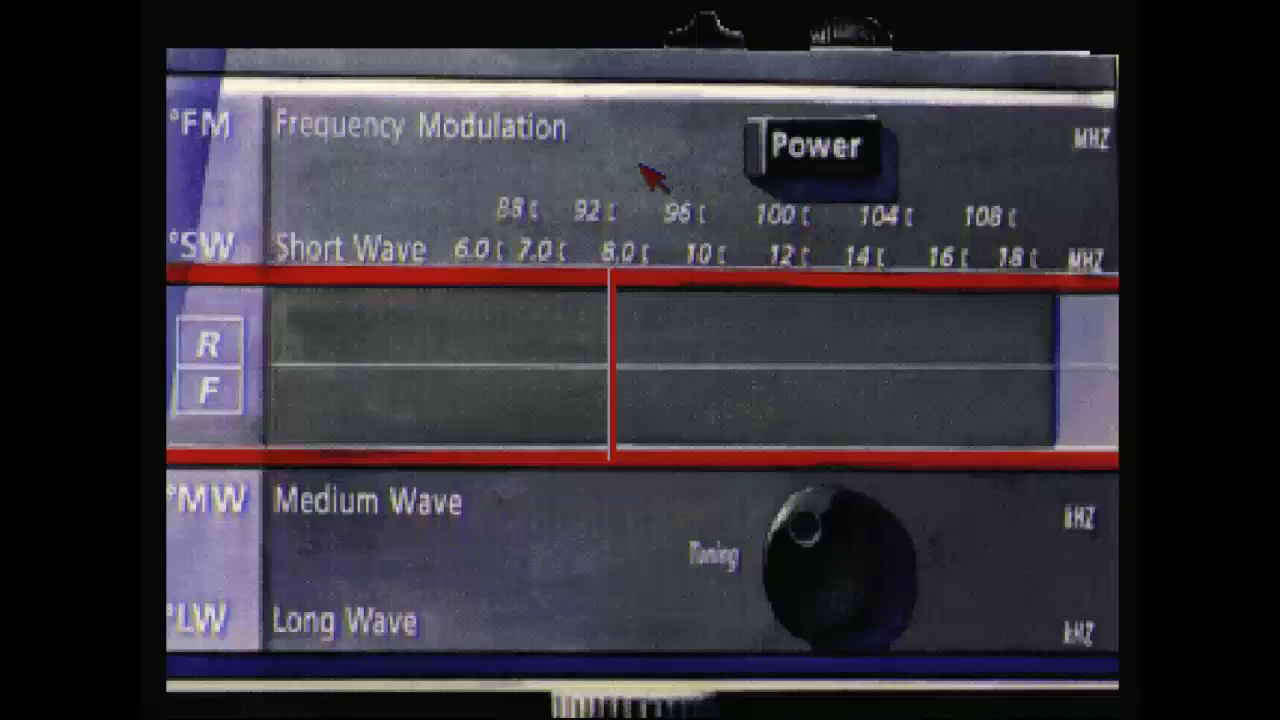 °FM Frequency Modulation Power MHZ
88 92 96 100 104 108
°SW Short Wave 6.0 7.0 8.0 10 12 14 16 18 MHZ
R
F
°MW Medium Wave kHZ
Tuning
°LW Long Wave kHZ